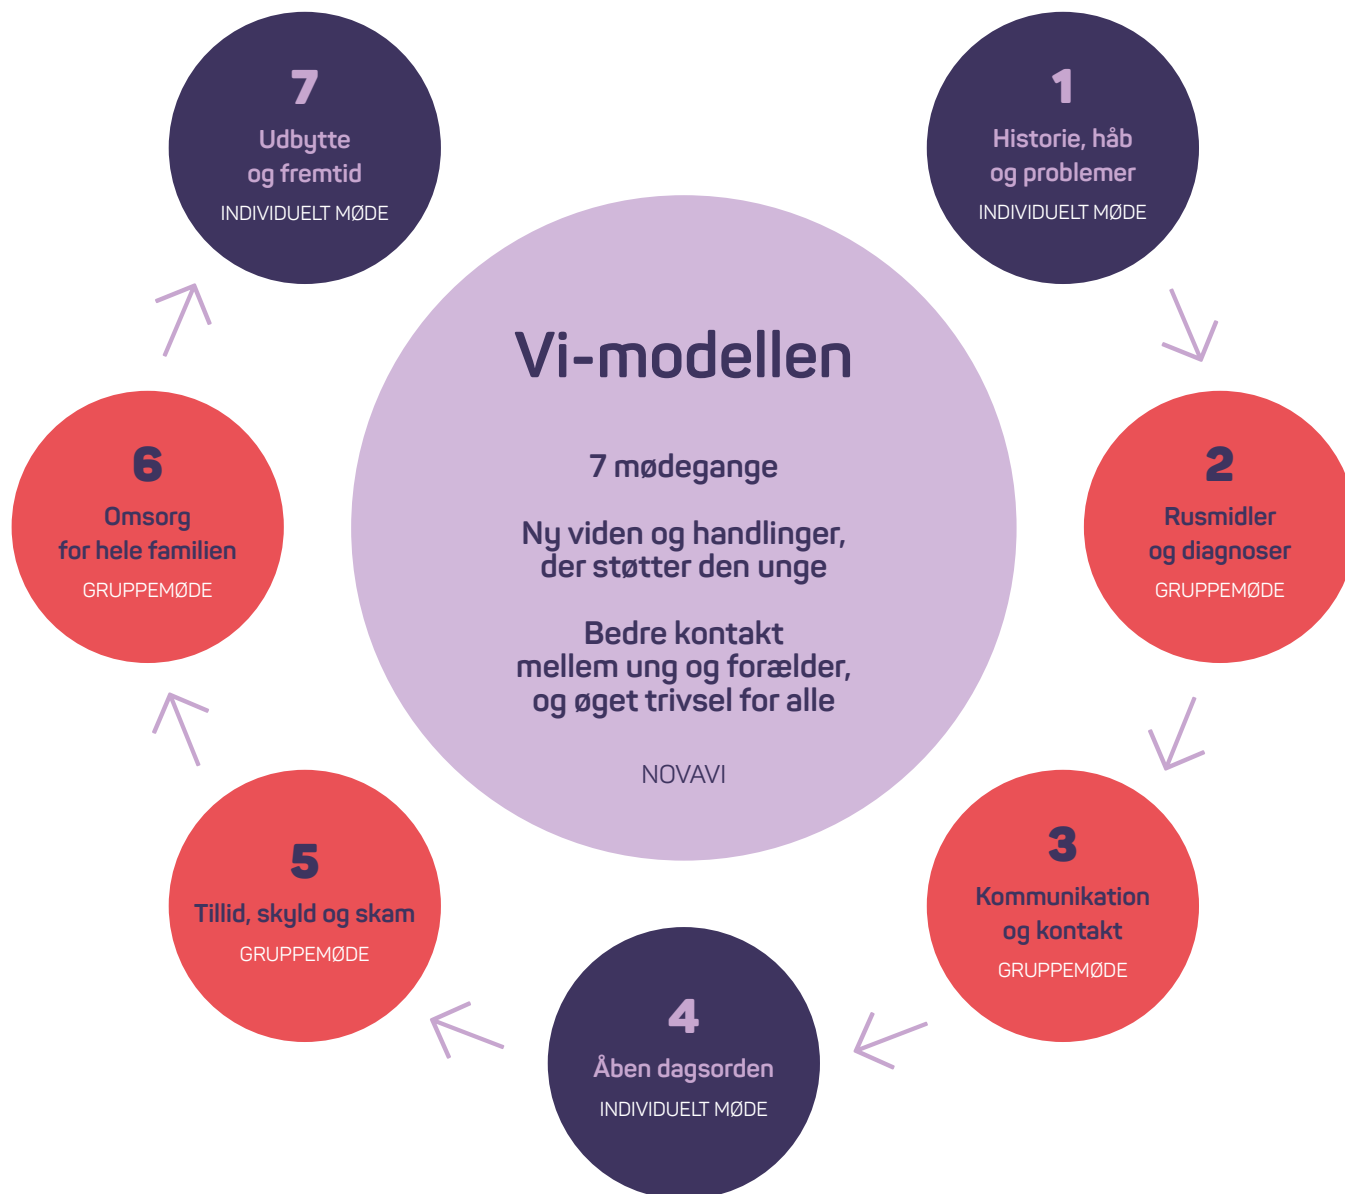 Vi-modellen
7 mødegange
Ny viden og handlinger,
der støtter den unge
Bedre kontakt
mellem ung og forælder,
og øget trivsel for alle
NOVAVI
1
Historie, håb
og problemer
INDIVIDUELT MØDE
2
Rusmidler
og diagnoser
GRUPPEMØDE
3
Kommunikation
og kontakt
GRUPPEMØDE
4
Åben dagsorden
INDIVIDUELT MØDE
5
Tillid, skyld og skam
GRUPPEMØDE
6
Omsorg
for hele familien
GRUPPEMØDE
7
Udbytte
og fremtid
INDIVIDUELT MØDE